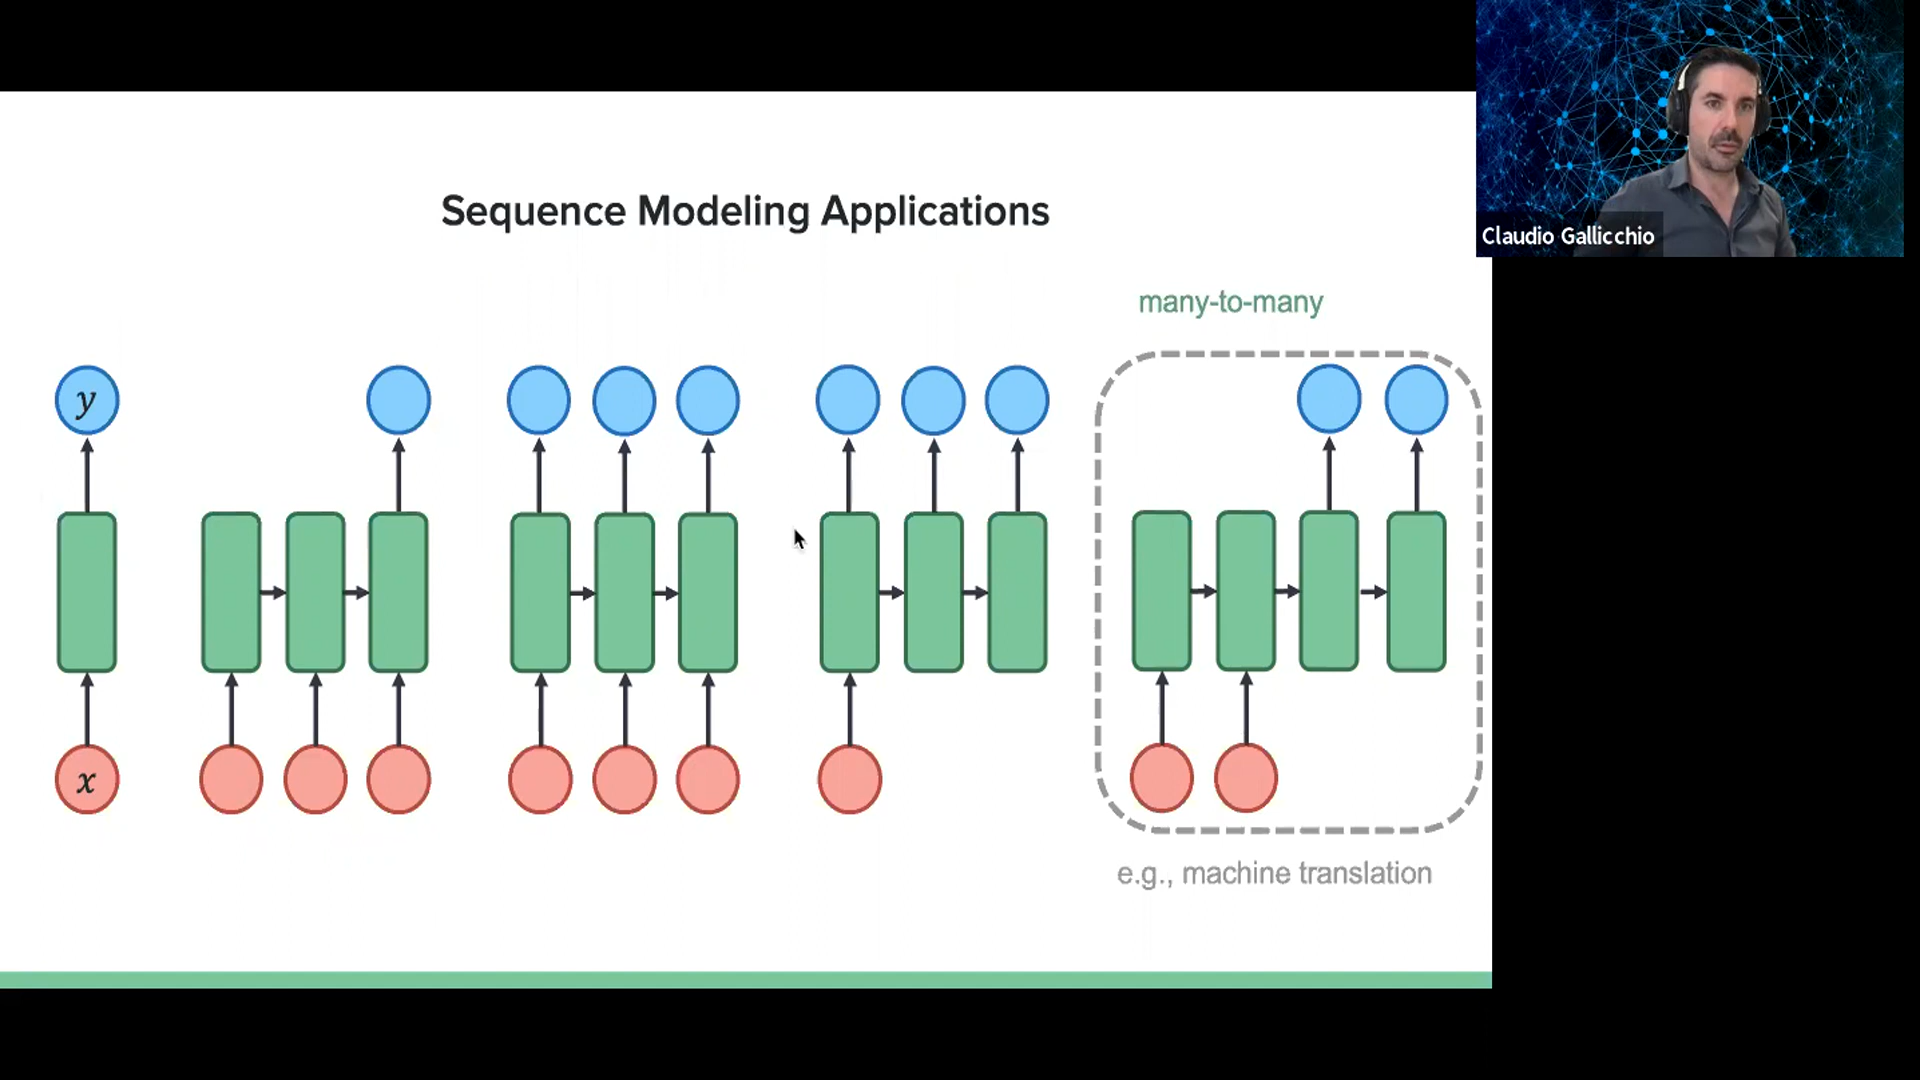 Claudio Gallicchio
Sequence Modeling Applications
many-to-many
y
x
e.g., machine translation